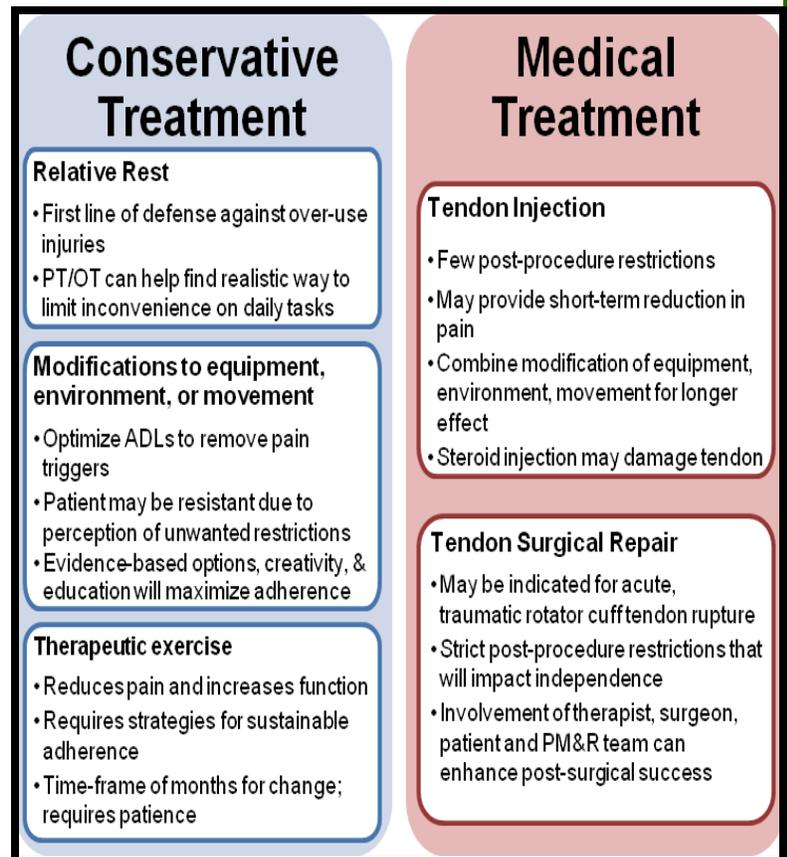 Conservative
Treatment
Relative Rest
• First line of defense against over-use
injuries
• PT/OT can help find realistic way to
limit inconvenience on daily tasks
Modifications to equipment,
environment, or movement
• Optimize ADLs to remove pain
triggers
• Patient may be resistant due to
perception of unwanted restrictions
• Evidence-based options, creativity, &
education will maximize adherence
Therapeutic exercise
• Reduces pain and increases function
• Requires strategies for sustainable
adherence
• Time-frame of months for change;
requires patience
Medical
Treatment
Tendon Injection
• Few post-procedure restrictions
• May provide short-term reduction in
pain
• Combine modification of equipment,
environment, movement for longer
effect
• Steroid injection may damage tendon
Tendon Surgical Repair
• May be indicated for acute,
traumatic rotator cuff tendon rupture
• Strict post-procedure restrictions that
will impact independence
• Involvement of therapist, surgeon,
patient and PM&R team can
enhance post-surgical success